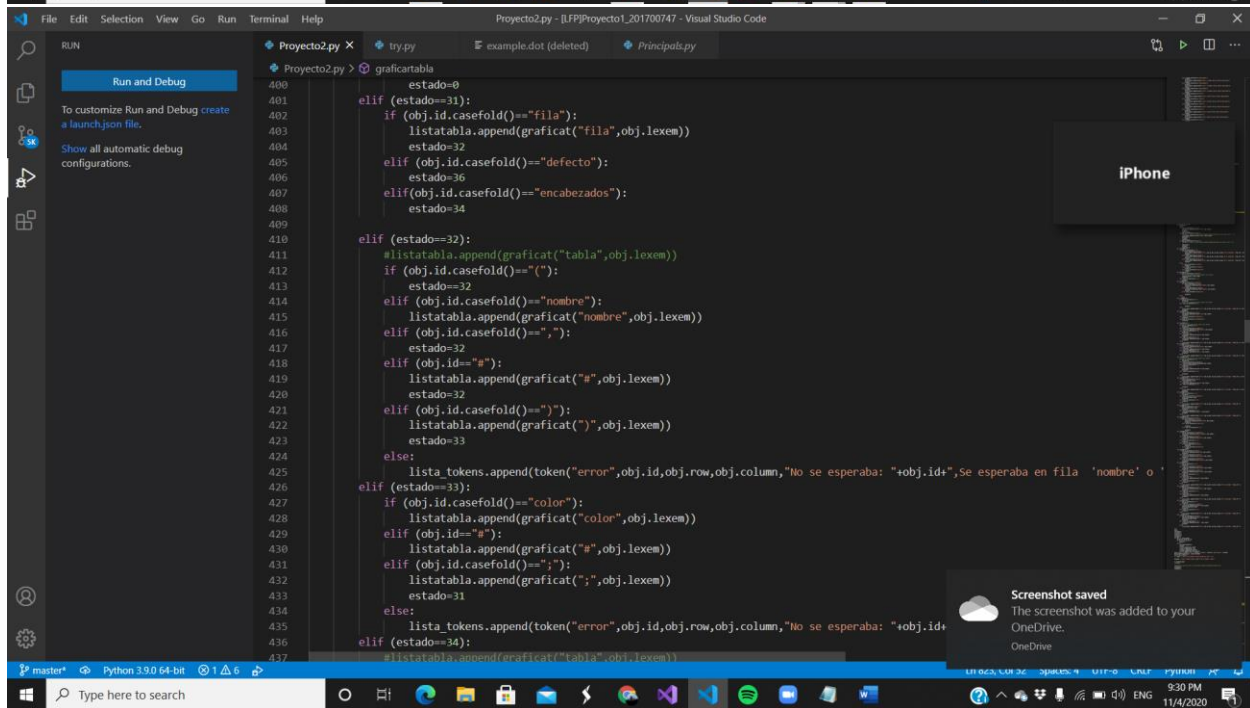 File Edit Selection View Go Run Terminal Help
Proyecto2.py - [LFP]Proyecto1_201700747 - Visual Studio Code
RUN
Run and Debug
To customize Run and Debug create
a launch.json file.
Show all automatic debug
configurations.
5K
Proyecto2.py
try.py
example.dot (deleted)
Principals.py
Proyecto2.py > graficartabla
400 estado=0
401 elif (estado==31):
402 if (obj.id.casefold()=="fila"):
403 listatabla.append(graficat("fila",obj.lexem))
404 estado=32
405 elif (obj.id.casefold()=="defecto"):
406 estado=36
407 elif(obj.id.casefold()=="encabezados"):
408 estado=34
409
410 elif (estado==32):
411 #listatabla.append(graficat("tabla",obj.lexem))
412 if (obj.id.casefold()=="("):
413 estado==32
414 elif (obj.id.casefold()=="nombre"):
415 listatabla.append(graficat("nombre",obj.lexem))
416 elif (obj.id.casefold()==","):
417 estado=32
418 elif (obj.id=="#"):
419 listatabla.append(graficat("#",obj.lexem))
420 estado=32
421 elif (obj.id.casefold()==")"):
422 listatabla.append(graficat(")",obj.lexem))
423 estado=33
424 else:
425 lista_tokens.append(token("error",obj.id,obj.row,obj.column,"No se esperaba: "+obj.id+",Se esperaba en fila  'nombre' o '
426 elif (estado==33):
427 if (obj.id.casefold()=="color"):
428 listatabla.append(graficat("color",obj.lexem))
429 elif (obj.id=="#"):
430 listatabla.append(graficat("#",obj.lexem))
431 elif (obj.id.casefold()==";"):
432 listatabla.append(graficat(";",obj.lexem))
433 estado=31
434 else:
435 lista_tokens.append(token("error",obj.id,obj.row,obj.column,"No se esperaba: "+obj.id+
436 elif (estado==34):
437 #listatabla.append(graficat("tabla",obj.lexem))
iPhone
Screenshot saved
The screenshot was added to your
OneDrive.
OneDrive
master* Python 3.9.0 64-bit 1 6
Ln 823, Col 32 Spaces: 4 UTF-8 CRLF Python
Type here to search
ENG
9:30 PM
11/4/2020
1